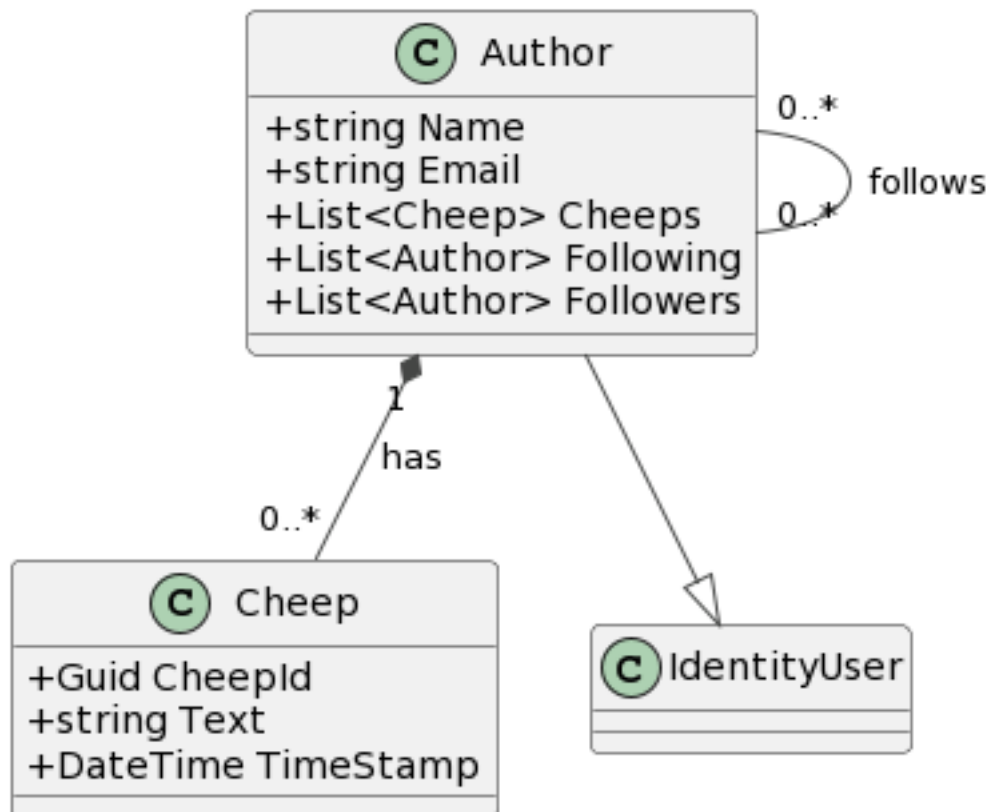 C Author
+string Name
+string Email
+List<Cheep> Cheeps
+List<Author> Following
+List<Author> Followers
0..*
follows
0..*
1
has
0..*
C Cheep
+Guid CheepId
+string Text
+DateTime TimeStamp
C IdentityUser